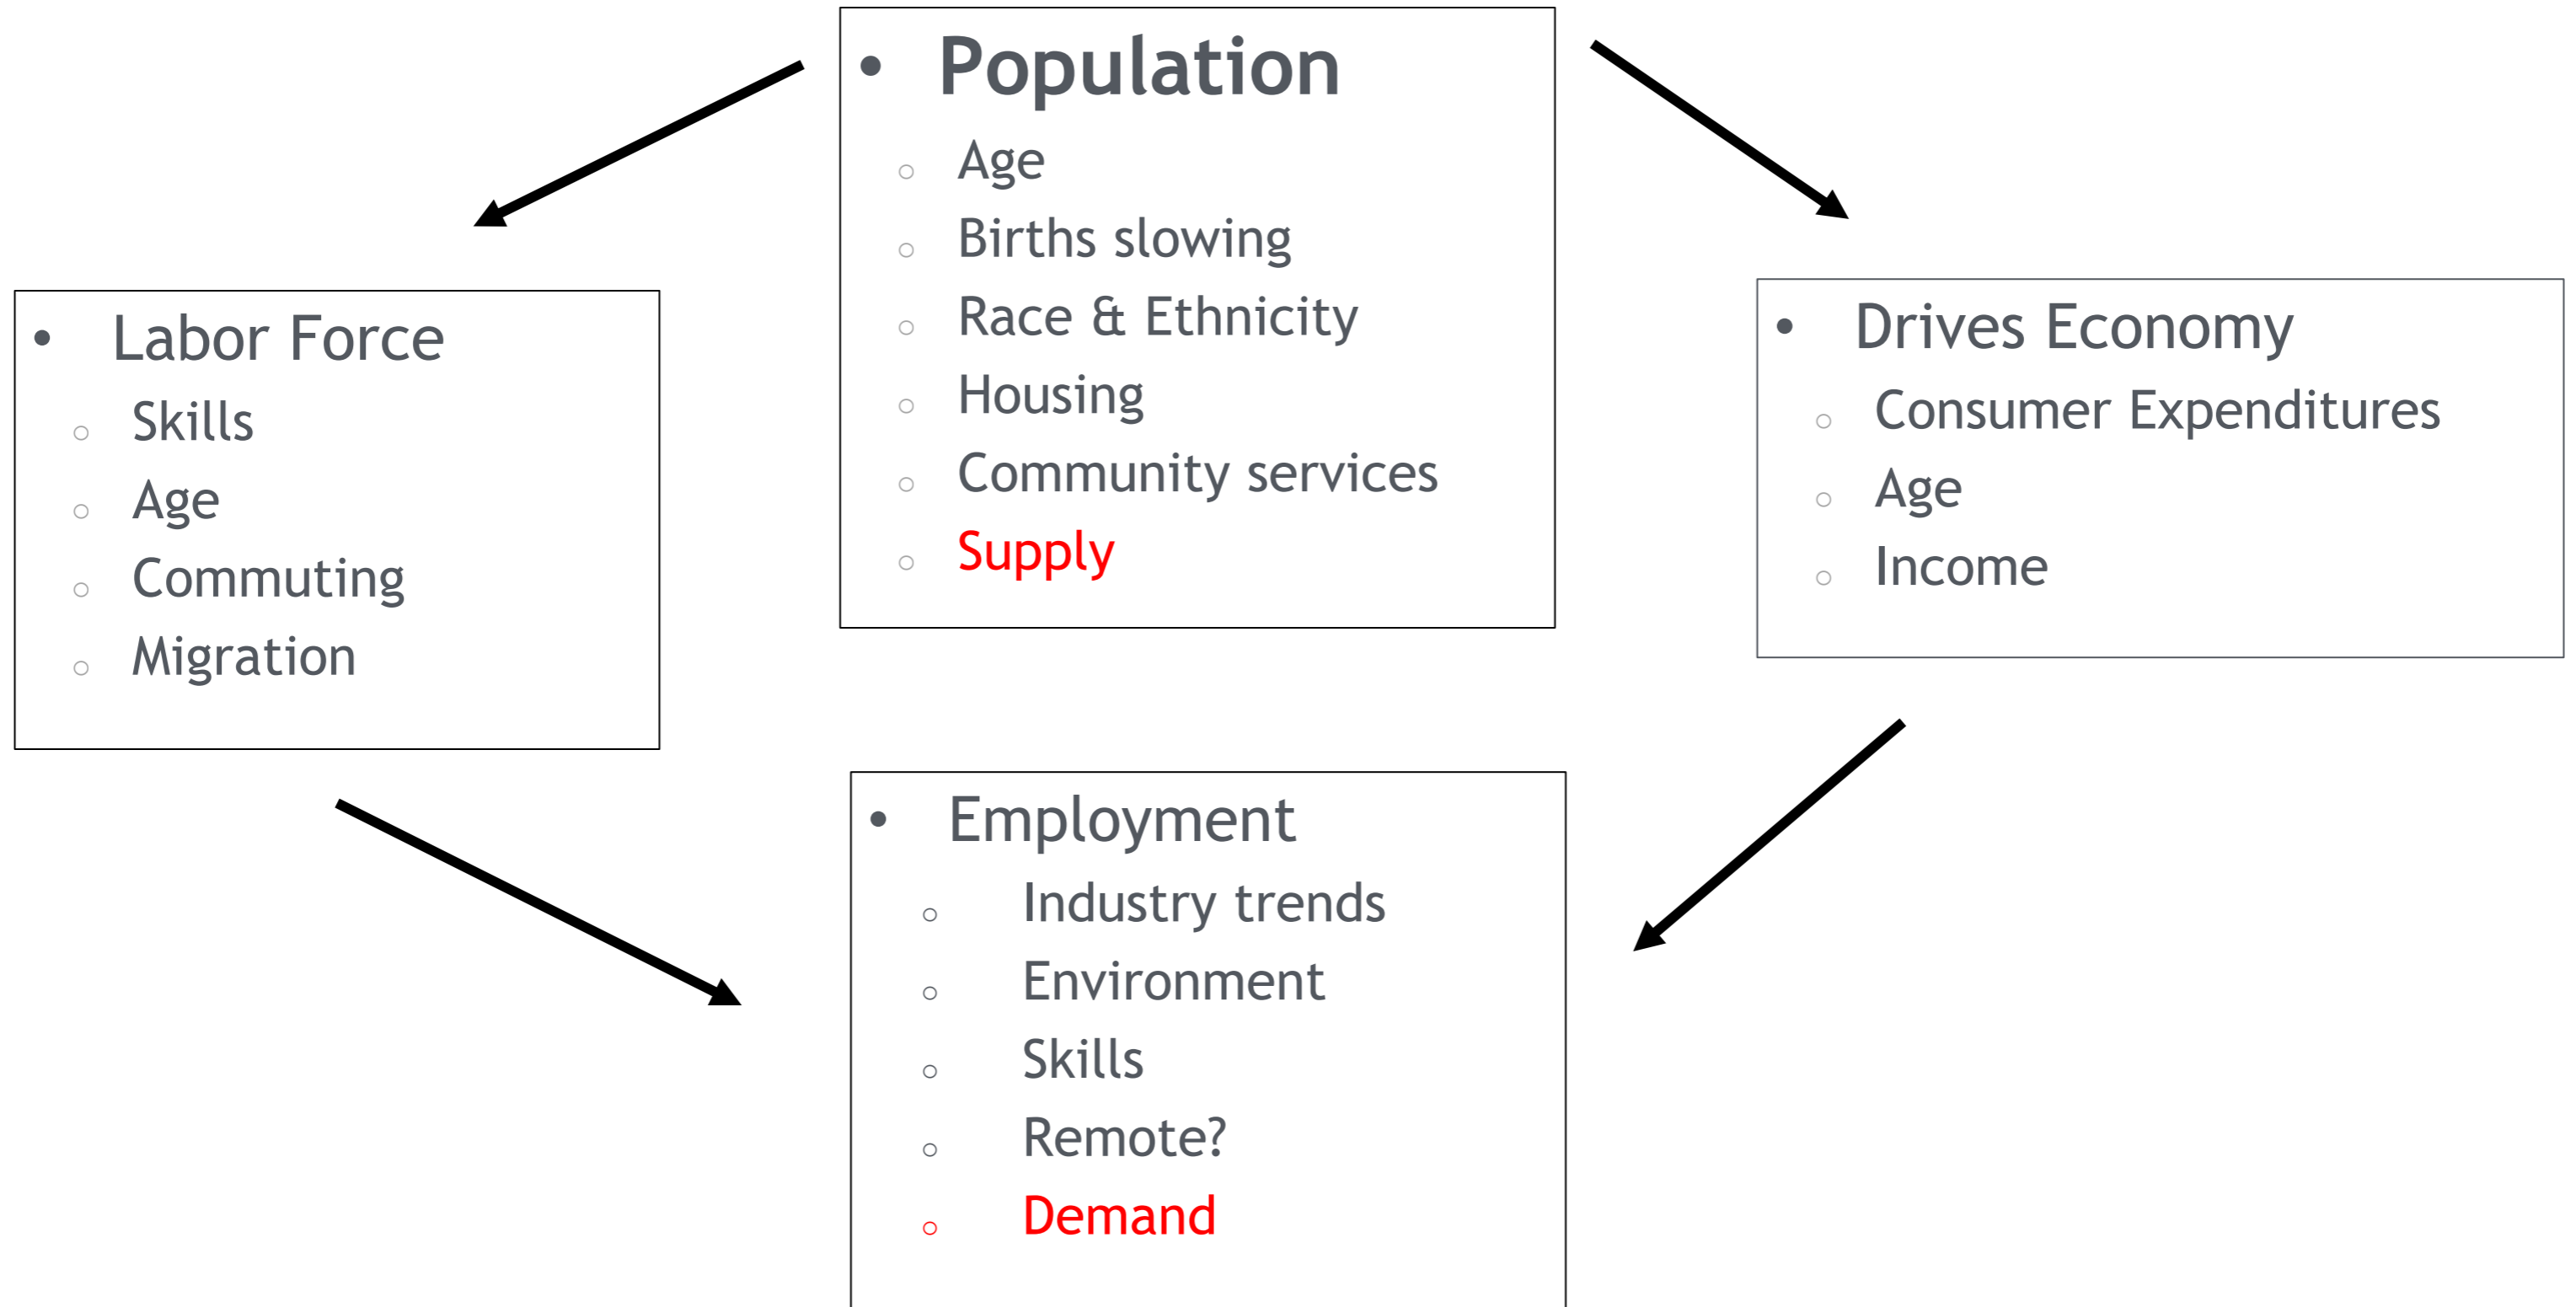 • Population
○ Age
○ Births slowing
○ Race & Ethnicity
○ Housing
○ Community services
○ Supply
• Labor Force
○ Skills
○ Age
○ Commuting
○ Migration
• Drives Economy
○ Consumer Expenditures
○ Age
○ Income
• Employment
○ Industry trends
○ Environment
○ Skills
○ Remote?
○ Demand